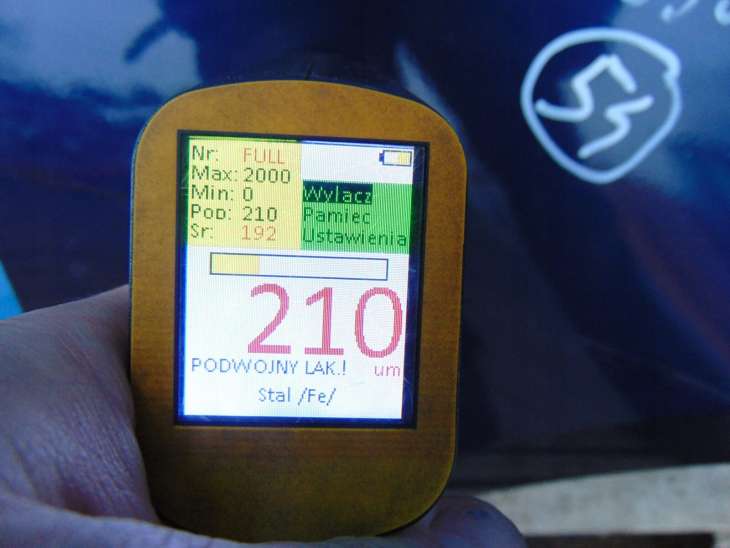 Nr: FULL
Max: 2000
Min: 0
Pop: 210
Sr: 192
Wylacz
Pamiec
Ustawienia
210
um
PODWOJNY LAK.!
Stal /Fe/